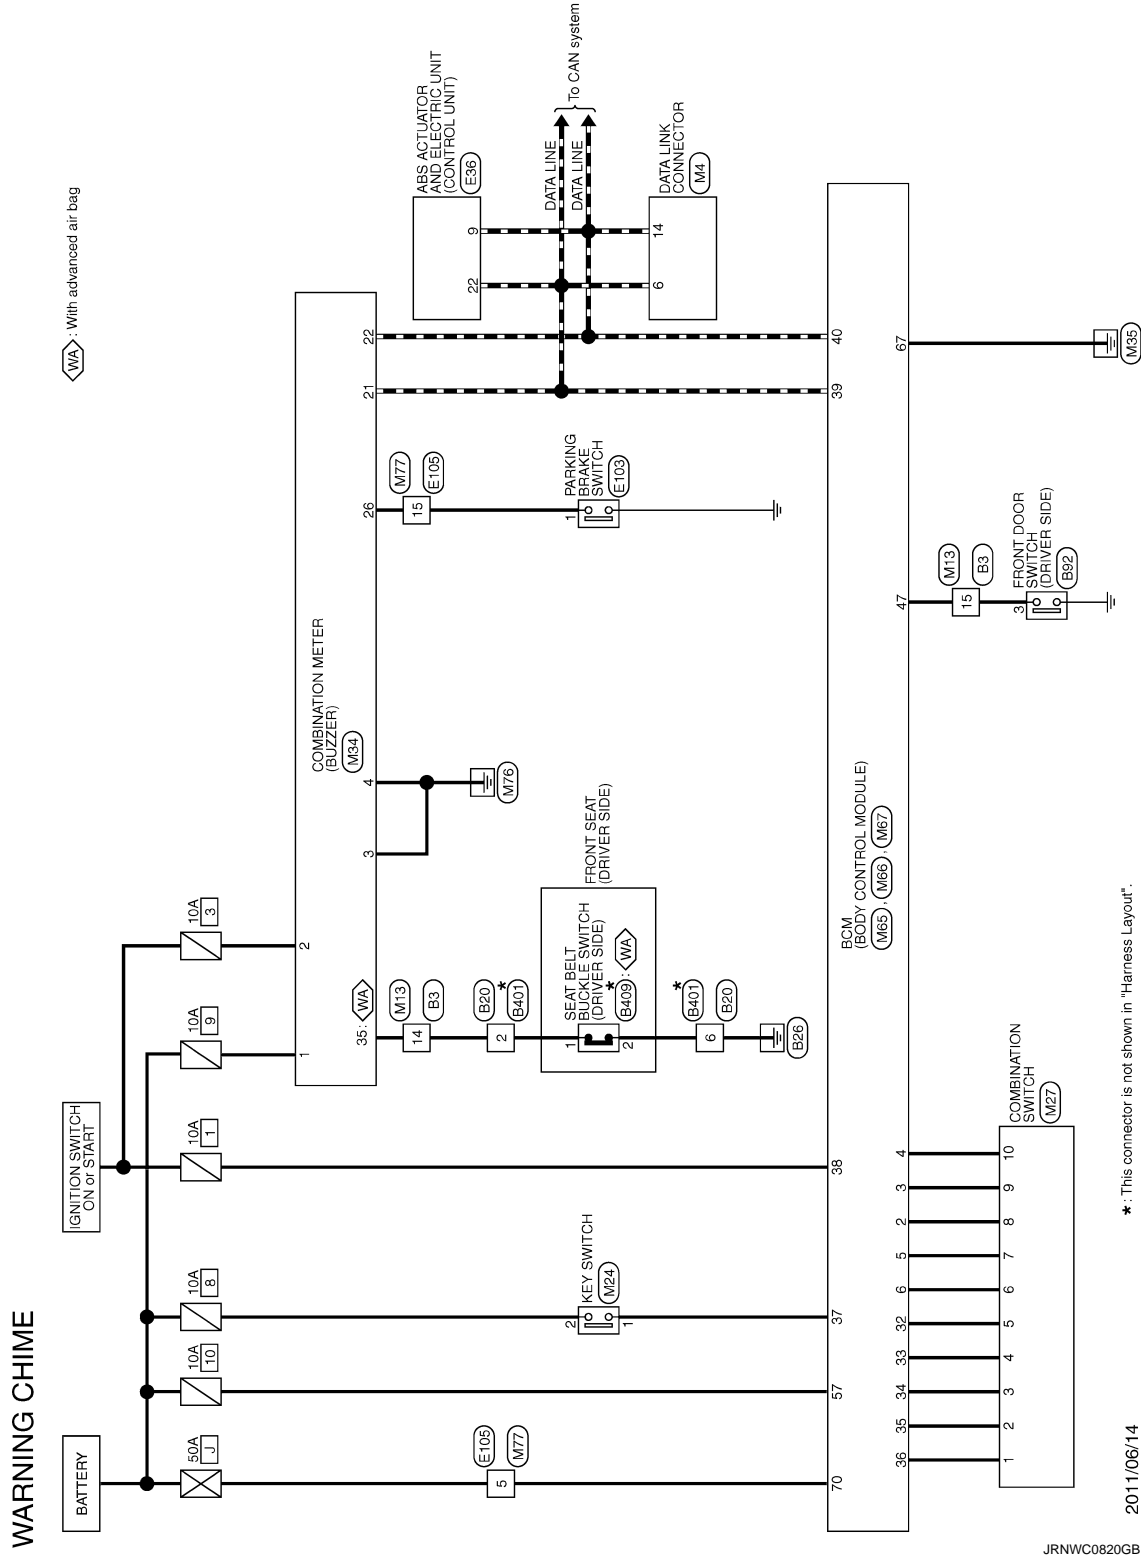 WARNING CHIME
BATTERY
IGNITION SWITCH
ON or START
WA : With advanced air bag
50A
J
10A
10
10A
8
10A
1
10A
9
10A
3
1
2
COMBINATION METER
(BUZZER)
M34
35 : WA
3
4
26
21
22
ABS ACTUATOR
AND ELECTRIC UNIT
(CONTROL UNIT)
E36
22
9
M13
14
B3
M77
15
E105
M76
E105
5
M77
B20
2
* B401
DATA LINE
DATA LINE
To CAN system
FRONT SEAT
(DRIVER SIDE)
SEAT BELT
BUCKLE SWITCH
(DRIVER SIDE)
* B409 : WA
1
2
KEY SWITCH
M24
2
1
PARKING
BRAKE
SWITCH
E103
1
DATA LINK
CONNECTOR
M4
6
14
* B401
6
B20
B26
70
57
37
38
39
40
BCM
(BODY CONTROL MODULE)
M65 , M66 , M67
36
35
34
33
32
6
5
2
3
4
47
67
M13
15
B3
FRONT DOOR
SWITCH
(DRIVER SIDE)
B92
3
M35
1
2
3
4
5
6
7
8
9
10
COMBINATION
SWITCH
M27
* : This connector is not shown in "Harness Layout".
2011/06/14
JRNWC0820GB